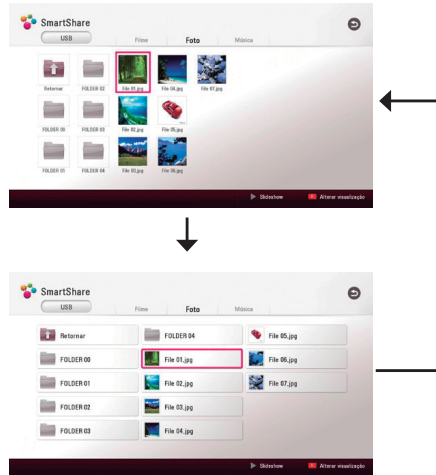 SmartShare
USB Filme Foto Música
Retornar FOLDER 02 File 01.jpg File 04.jpg File 07.jpg
FOLDER 00 FOLDER 03 File 02.jpg File 05.jpg
FOLDER 01 FOLDER 04 File 03.jpg File 06.jpg
Slideshow Alterar visualização
SmartShare
USB Filme Foto Música
Retornar FOLDER 04 File 05.jpg
FOLDER 00 File 01.jpg File 06.jpg
FOLDER 01 File 02.jpg File 07.jpg
FOLDER 02 File 03.jpg
FOLDER 03 File 04.jpg
Slideshow Alterar visualização